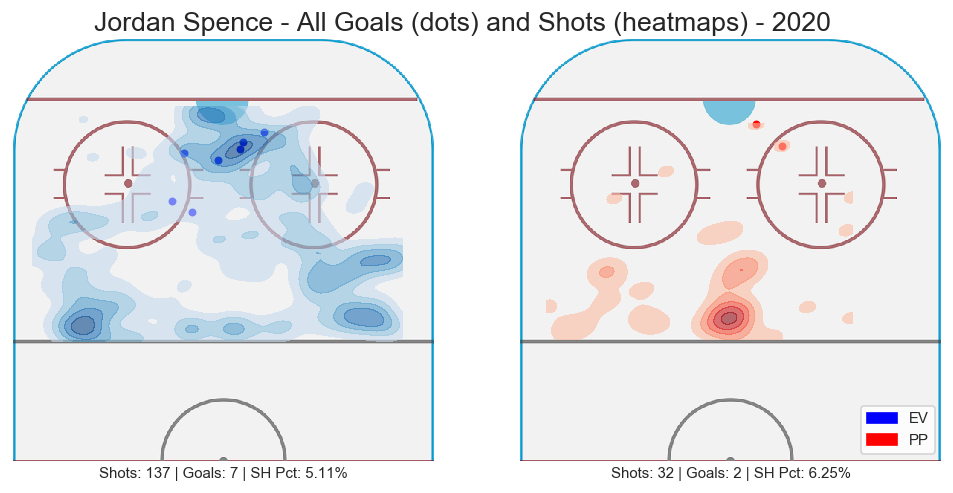 Jordan Spence - All Goals (dots) and Shots (heatmaps) - 2020
EV
PP
Shots: 137 | Goals: 7 | SH Pct: 5.11%
Shots: 32 | Goals: 2 | SH Pct: 6.25%